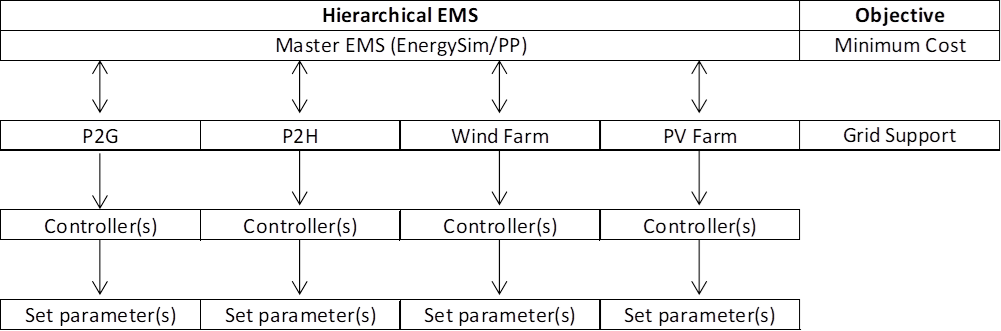 Hierarchical EMS Objective
Master EMS (EnergySim/PP) Minimum Cost
P2G P2H Wind Farm PV Farm Grid Support
Controller(s) Controller(s) Controller(s) Controller(s)
Set parameter(s) Set parameter(s) Set parameter(s) Set parameter(s)